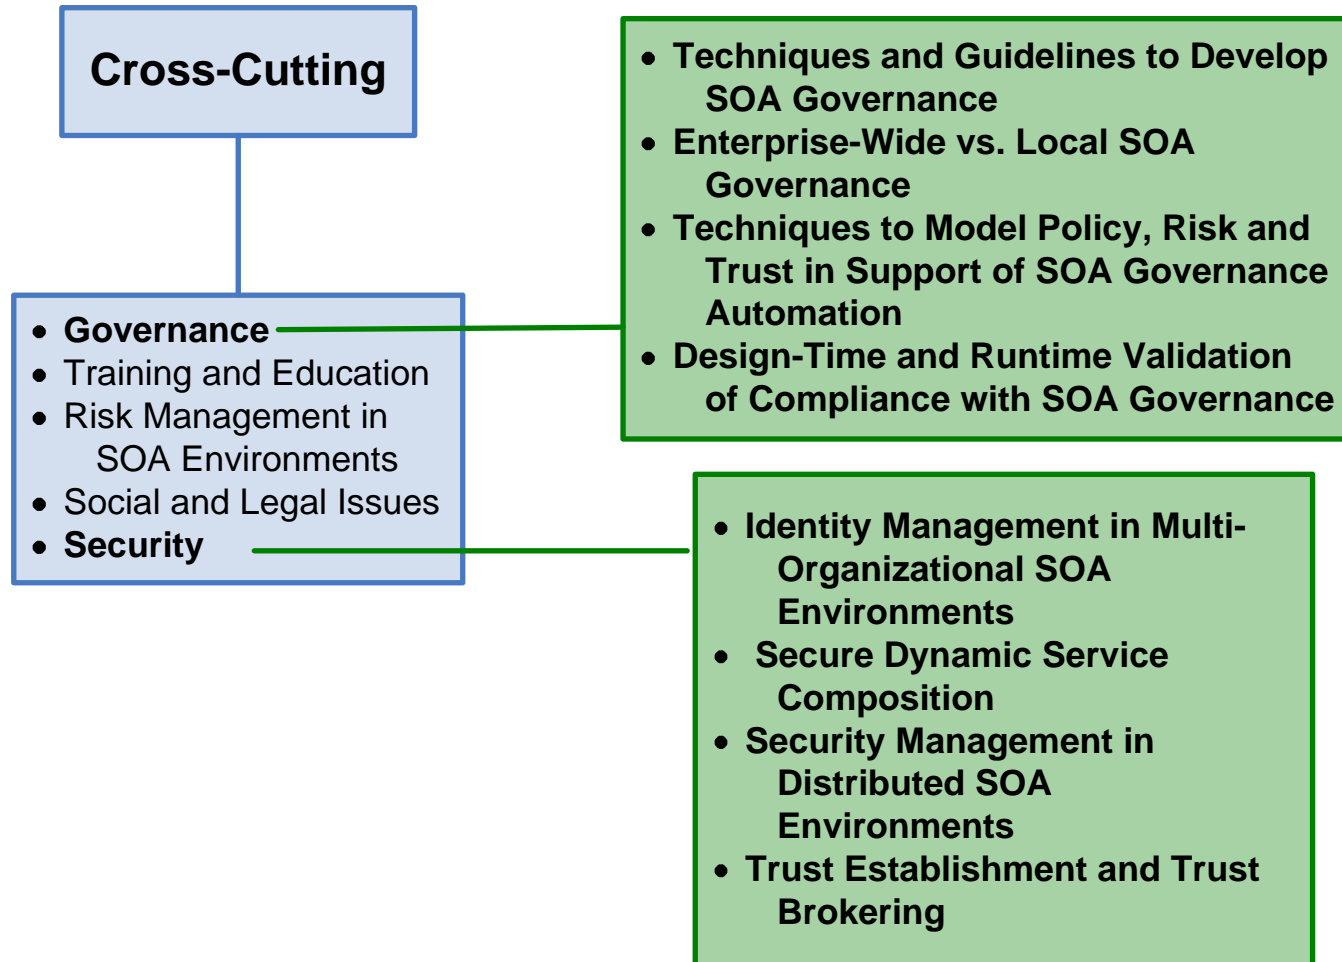 Cross-Cutting
• Governance
• Training and Education
• Risk Management in
SOA Environments
• Social and Legal Issues
• Security
• Techniques and Guidelines to Develop
SOA Governance
• Enterprise-Wide vs. Local SOA
Governance
• Techniques to Model Policy, Risk and
Trust in Support of SOA Governance
Automation
• Design-Time and Runtime Validation
of Compliance with SOA Governance
• Identity Management in Multi-
Organizational SOA
Environments
• Secure Dynamic Service
Composition
• Security Management in
Distributed SOA
Environments
• Trust Establishment and Trust
Brokering